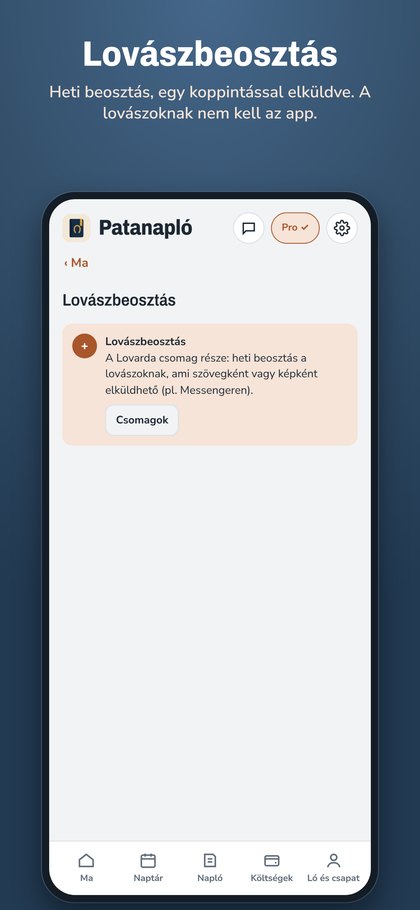 Lovászbeosztás
Heti beosztás, egy koppintással elküldve. A
lovászoknak nem kell az app.
Patanapló
Pro ✓
‹ Ma
Lovászbeosztás
+
Lovászbeosztás
A Lovarda csomag része: heti beosztás a
lovászoknak, ami szövegként vagy képként
elküldhető (pl. Messengeren).
Csomagok
Ma
Naptár
Napló
Költségek
Ló és csapat